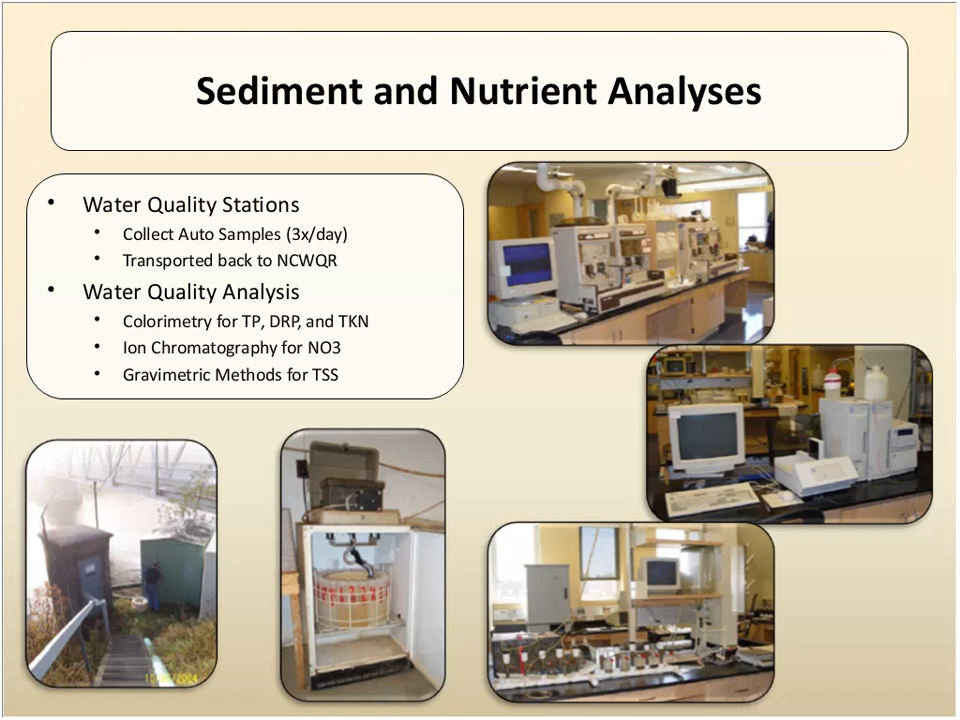 Sediment and Nutrient Analyses
• Water Quality Stations
• Collect Auto Samples (3x/day)
• Transported back to NCWQR
• Water Quality Analysis
• Colorimetry for TP, DRP, and TKN
• Ion Chromatography for NO3
• Gravimetric Methods for TSS